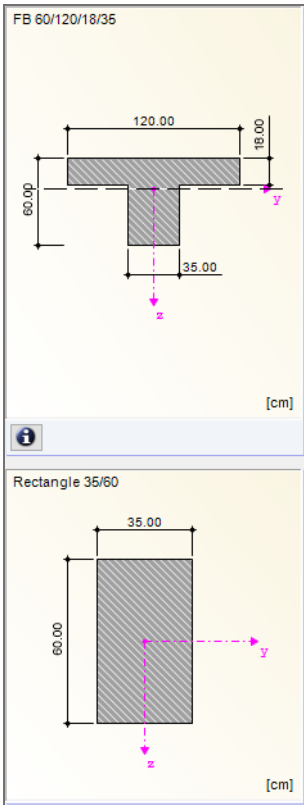 FB 60/120/18/35
120.00
18.00
60.00
y
35.00
z
[cm]
i
Rectangle 35/60
35.00
60.00
y
z
[cm]